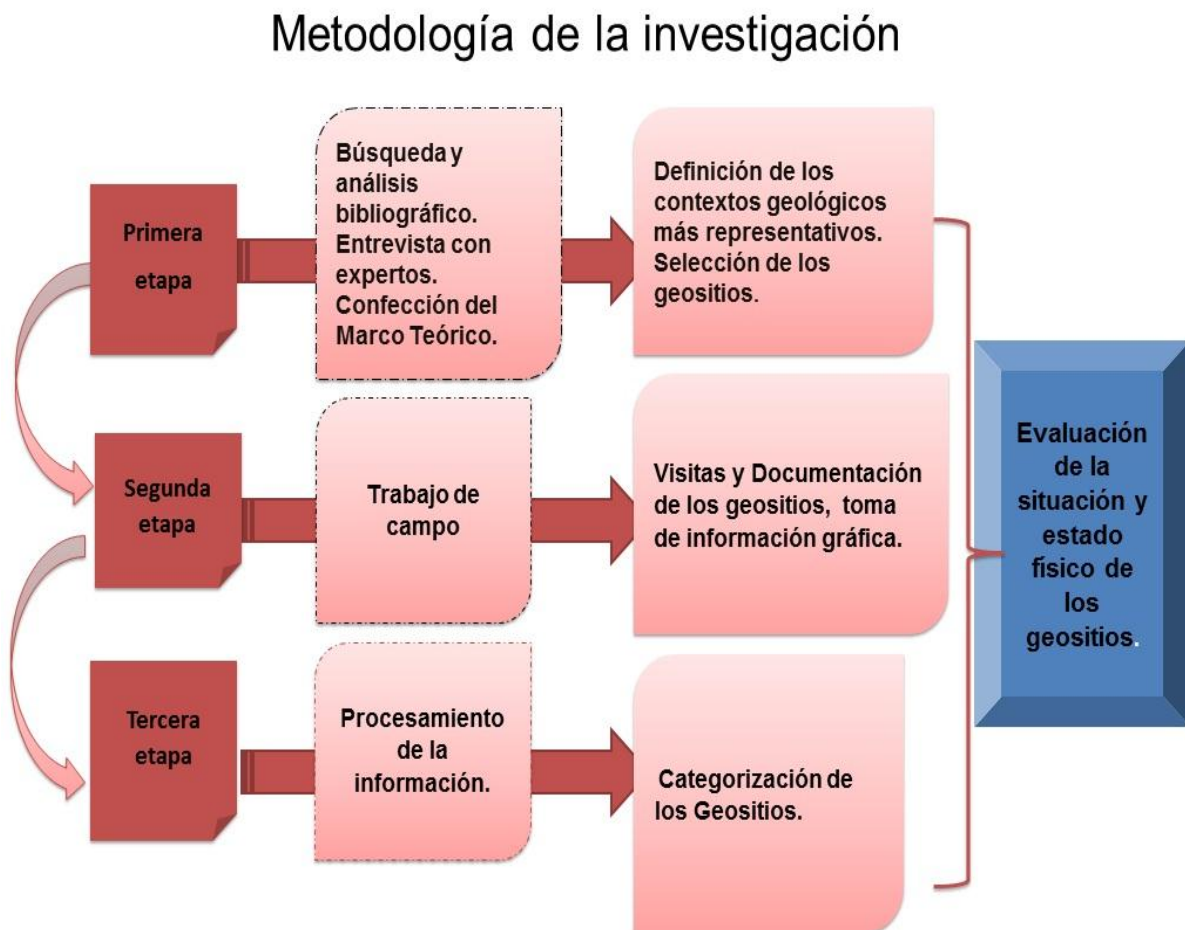 Metodología de la investigación
Primera
etapa
Búsqueda y
análisis
bibliográfico.
Entrevista con
expertos.
Confección del
Marco Teórico.
Definición de los
contextos geológicos
más representativos.
Selección de los
geositios.
Segunda
etapa
Trabajo de
campo
Visitas y Documentación
de los geositios, toma
de información gráfica.
Tercera
etapa
Procesamiento
de la
información.
Categorización de
los Geositios.
Evaluación
de la
situación y
estado
físico de
los
geositios.